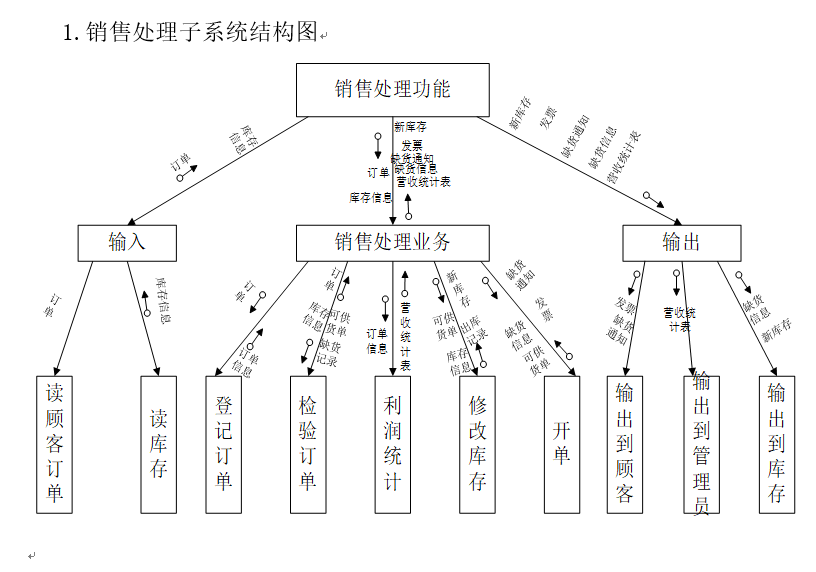 1.销售处理子系统结构图
销售处理功能
库存
信息
订单
新库存
发票
缺货通知
缺货信息
营收统计表
订单
库存信息
新库存
发票
缺货通知
缺货信息
营收统计表
输入
销售处理业务
输出
订单
库存信息
订单
订单
信息
订单
库存
信息
可供
货单
缺货
记录
订单
信息
营收统计表
新库存
可供
货单
出库
记录
库存
信息
缺货
通知
发票
缺货
信息
可供
货单
发票
缺货
通知
营收统
计表
缺货
信息
新库存
读顾客订单
读库存
登记订单
检验订单
利润统计
修改库存
开单
输出到顾客
输出到管理员
输出到库存